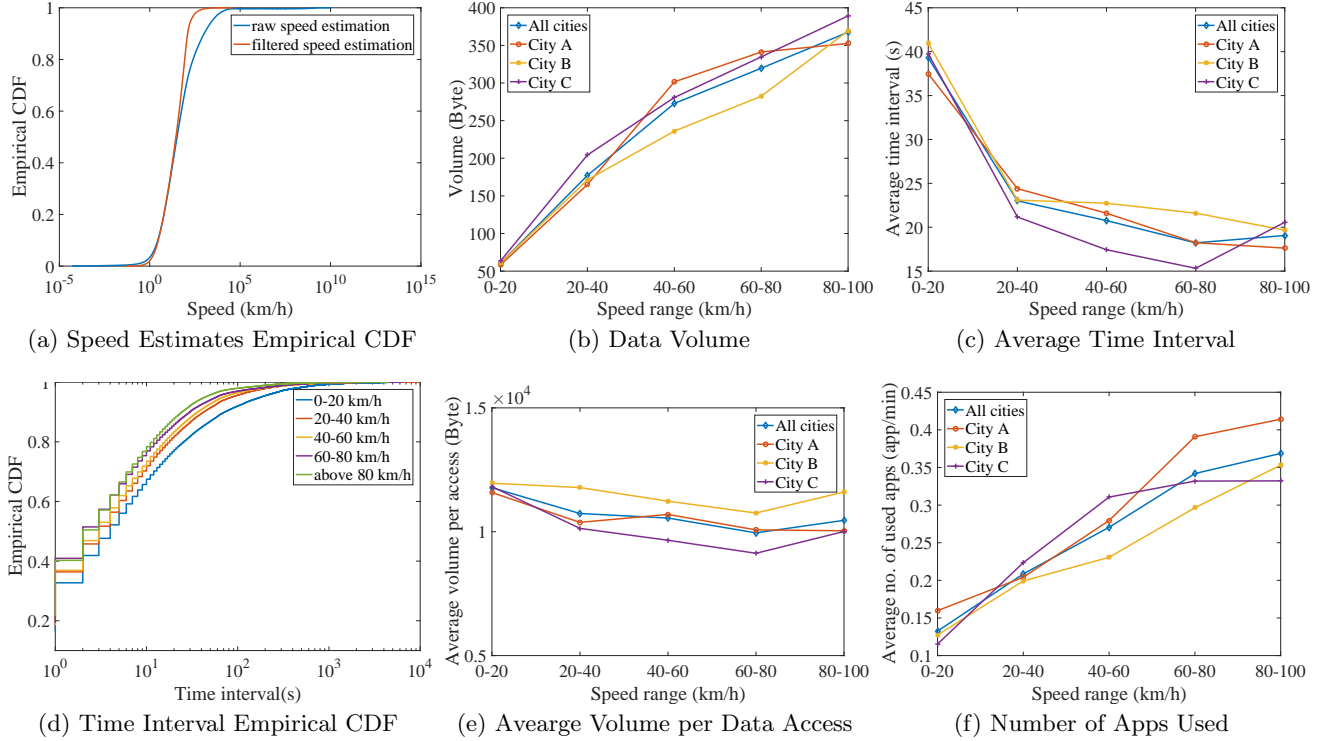 Empirical CDF
1
0.8
0.6
0.4
0.2
0
10^-5
10^0
10^5
10^10
10^15
Speed (km/h)
raw speed estimation
filtered speed estimation
(a) Speed Estimates Empirical CDF
Volume (Byte)
400
350
300
250
200
150
100
50
0-20
20-40
40-60
60-80
80-100
Speed range (km/h)
All cities
City A
City B
City C
(b) Data Volume
Average time interval (s)
45
40
35
30
25
20
15
0-20
20-40
40-60
60-80
80-100
Speed range (km/h)
All cities
City A
City B
City C
(c) Average Time Interval
Empirical CDF
1
0.8
0.6
0.4
0.2
10^0
10^1
10^2
10^3
10^4
Time interval(s)
0-20 km/h
20-40 km/h
40-60 km/h
60-80 km/h
above 80 km/h
(d) Time Interval Empirical CDF
Average volume per access (Byte)
×10^4
1.5
1
0.5
0-20
20-40
40-60
60-80
80-100
Speed range (km/h)
All cities
City A
City B
City C
(e) Avearge Volume per Data Access
Average no. of used apps (app/min)
0.45
0.4
0.35
0.3
0.25
0.2
0.15
0.1
0-20
20-40
40-60
60-80
80-100
Speed range (km/h)
All cities
City A
City B
City C
(f) Number of Apps Used